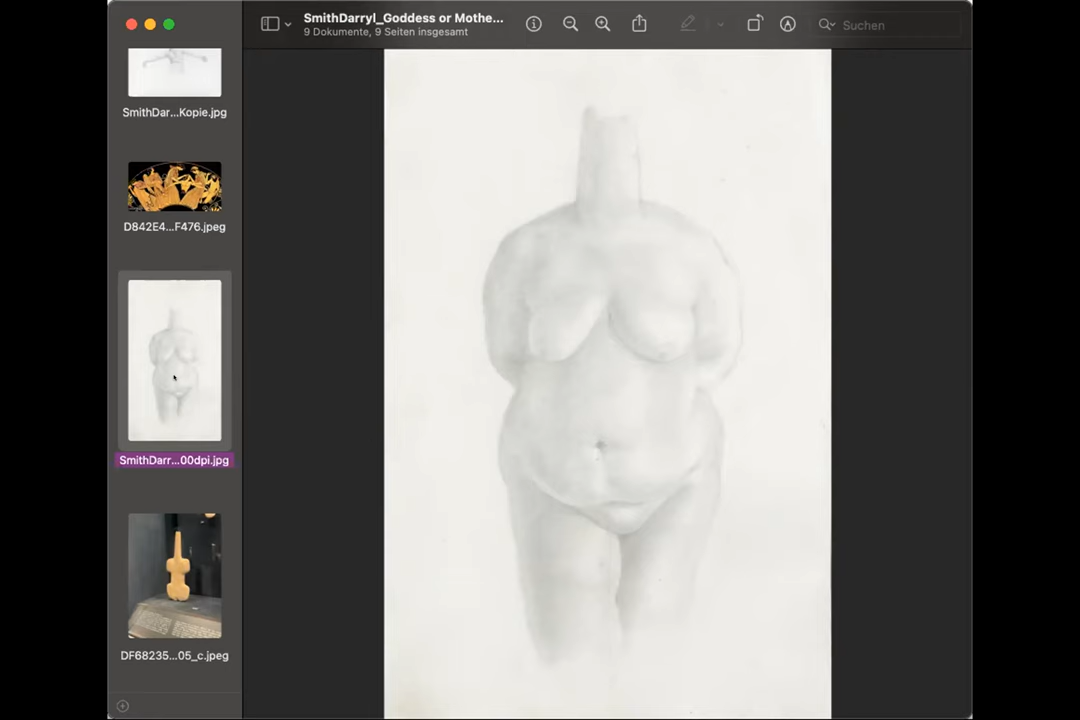 SmithDarryl_Goddess or Mothe...
9 Dokumente, 9 Seiten insgesamt
Suchen
SmithDar...Kopie.jpg
D842E4...F476.jpeg
SmithDarr...00dpi.jpg
DF68235...05_c.jpeg